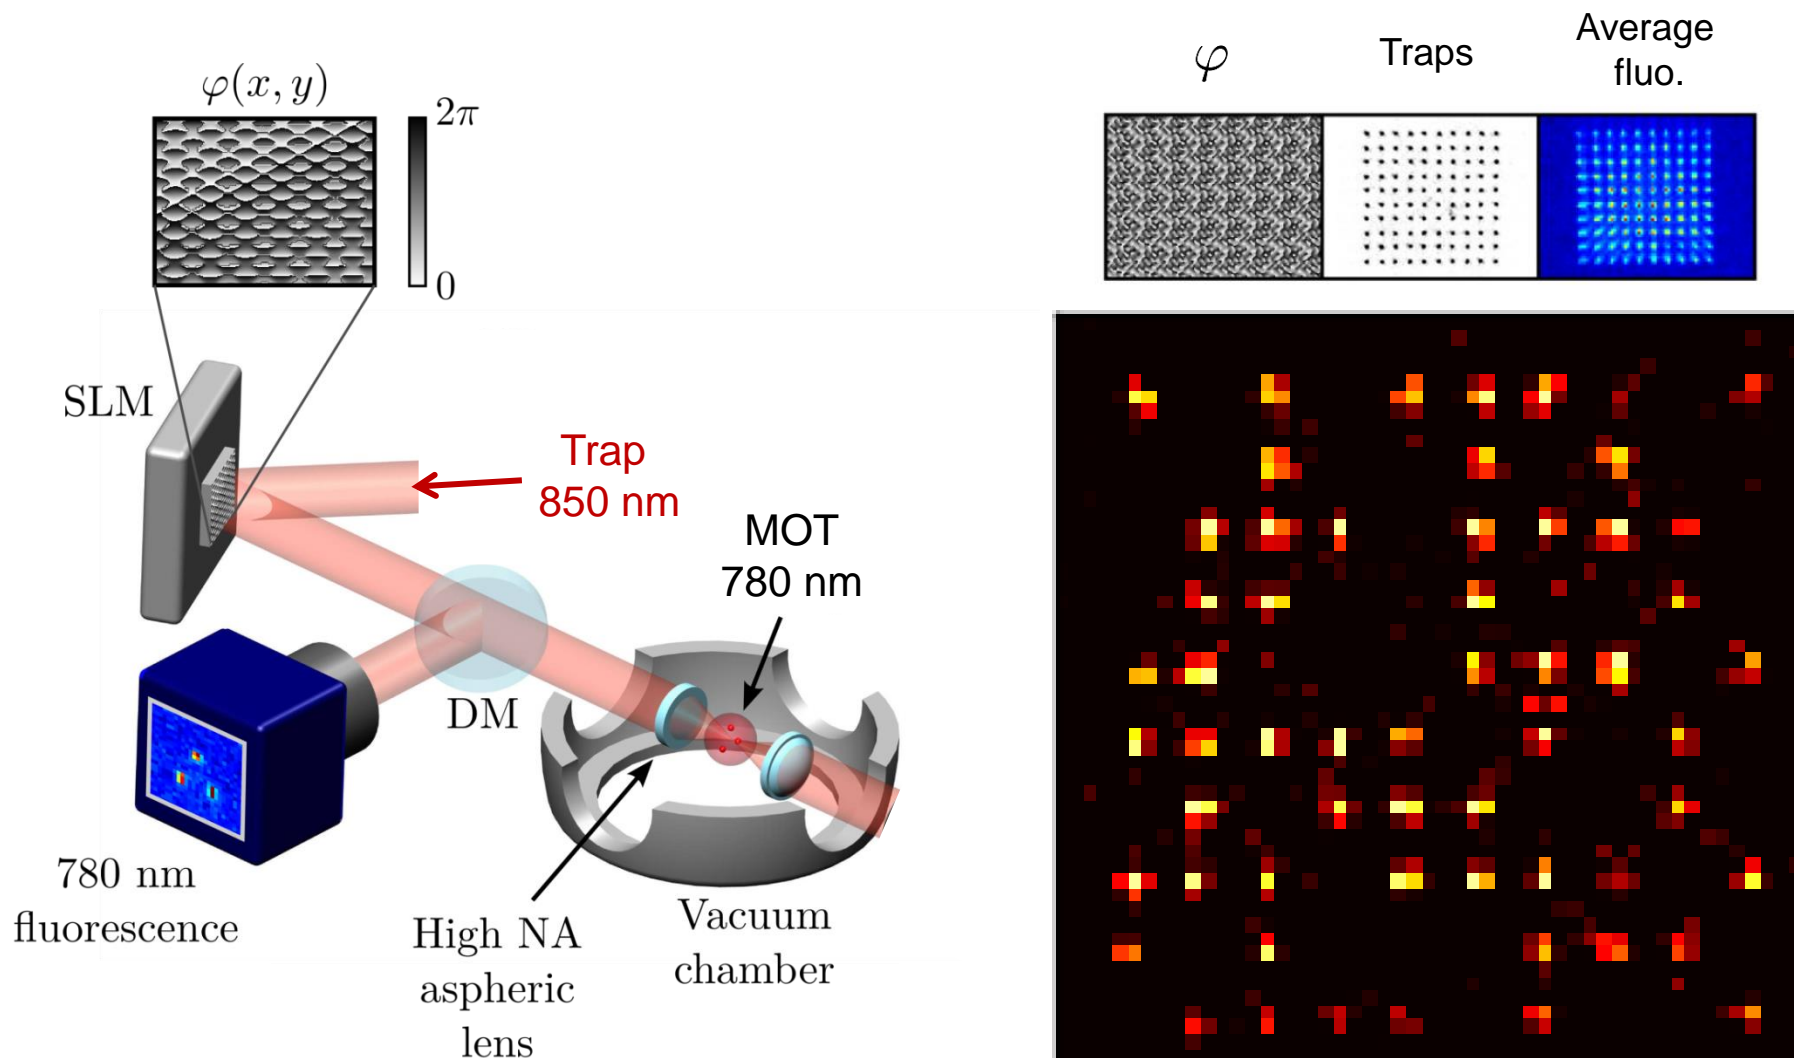 φ(x, y)
2π
0
SLM
Trap
850 nm
MOT
780 nm
DM
780 nm
fluorescence
High NA
aspheric
lens
Vacuum
chamber
φ
Traps
Average
fluo.